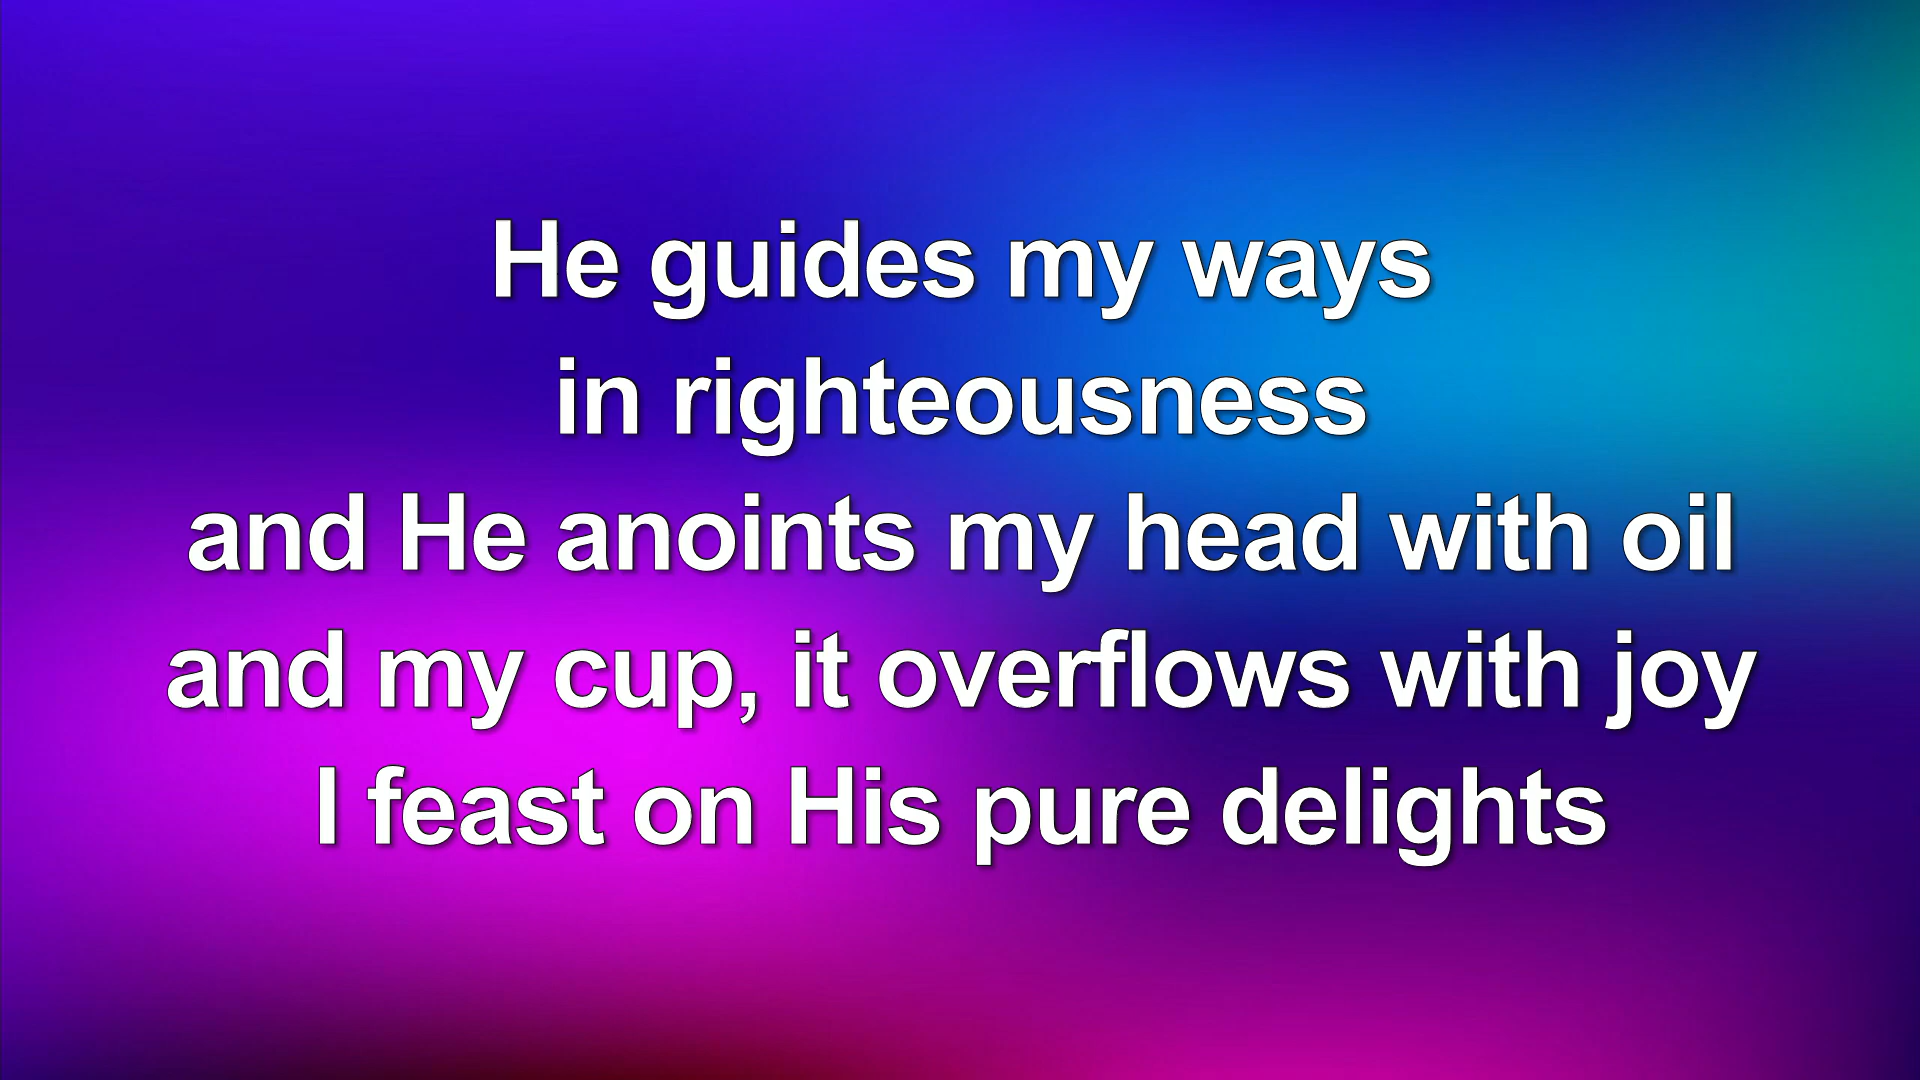 He guides my ways
in righteousness
and He anoints my head with oil
and my cup, it overflows with joy
I feast on His pure delights